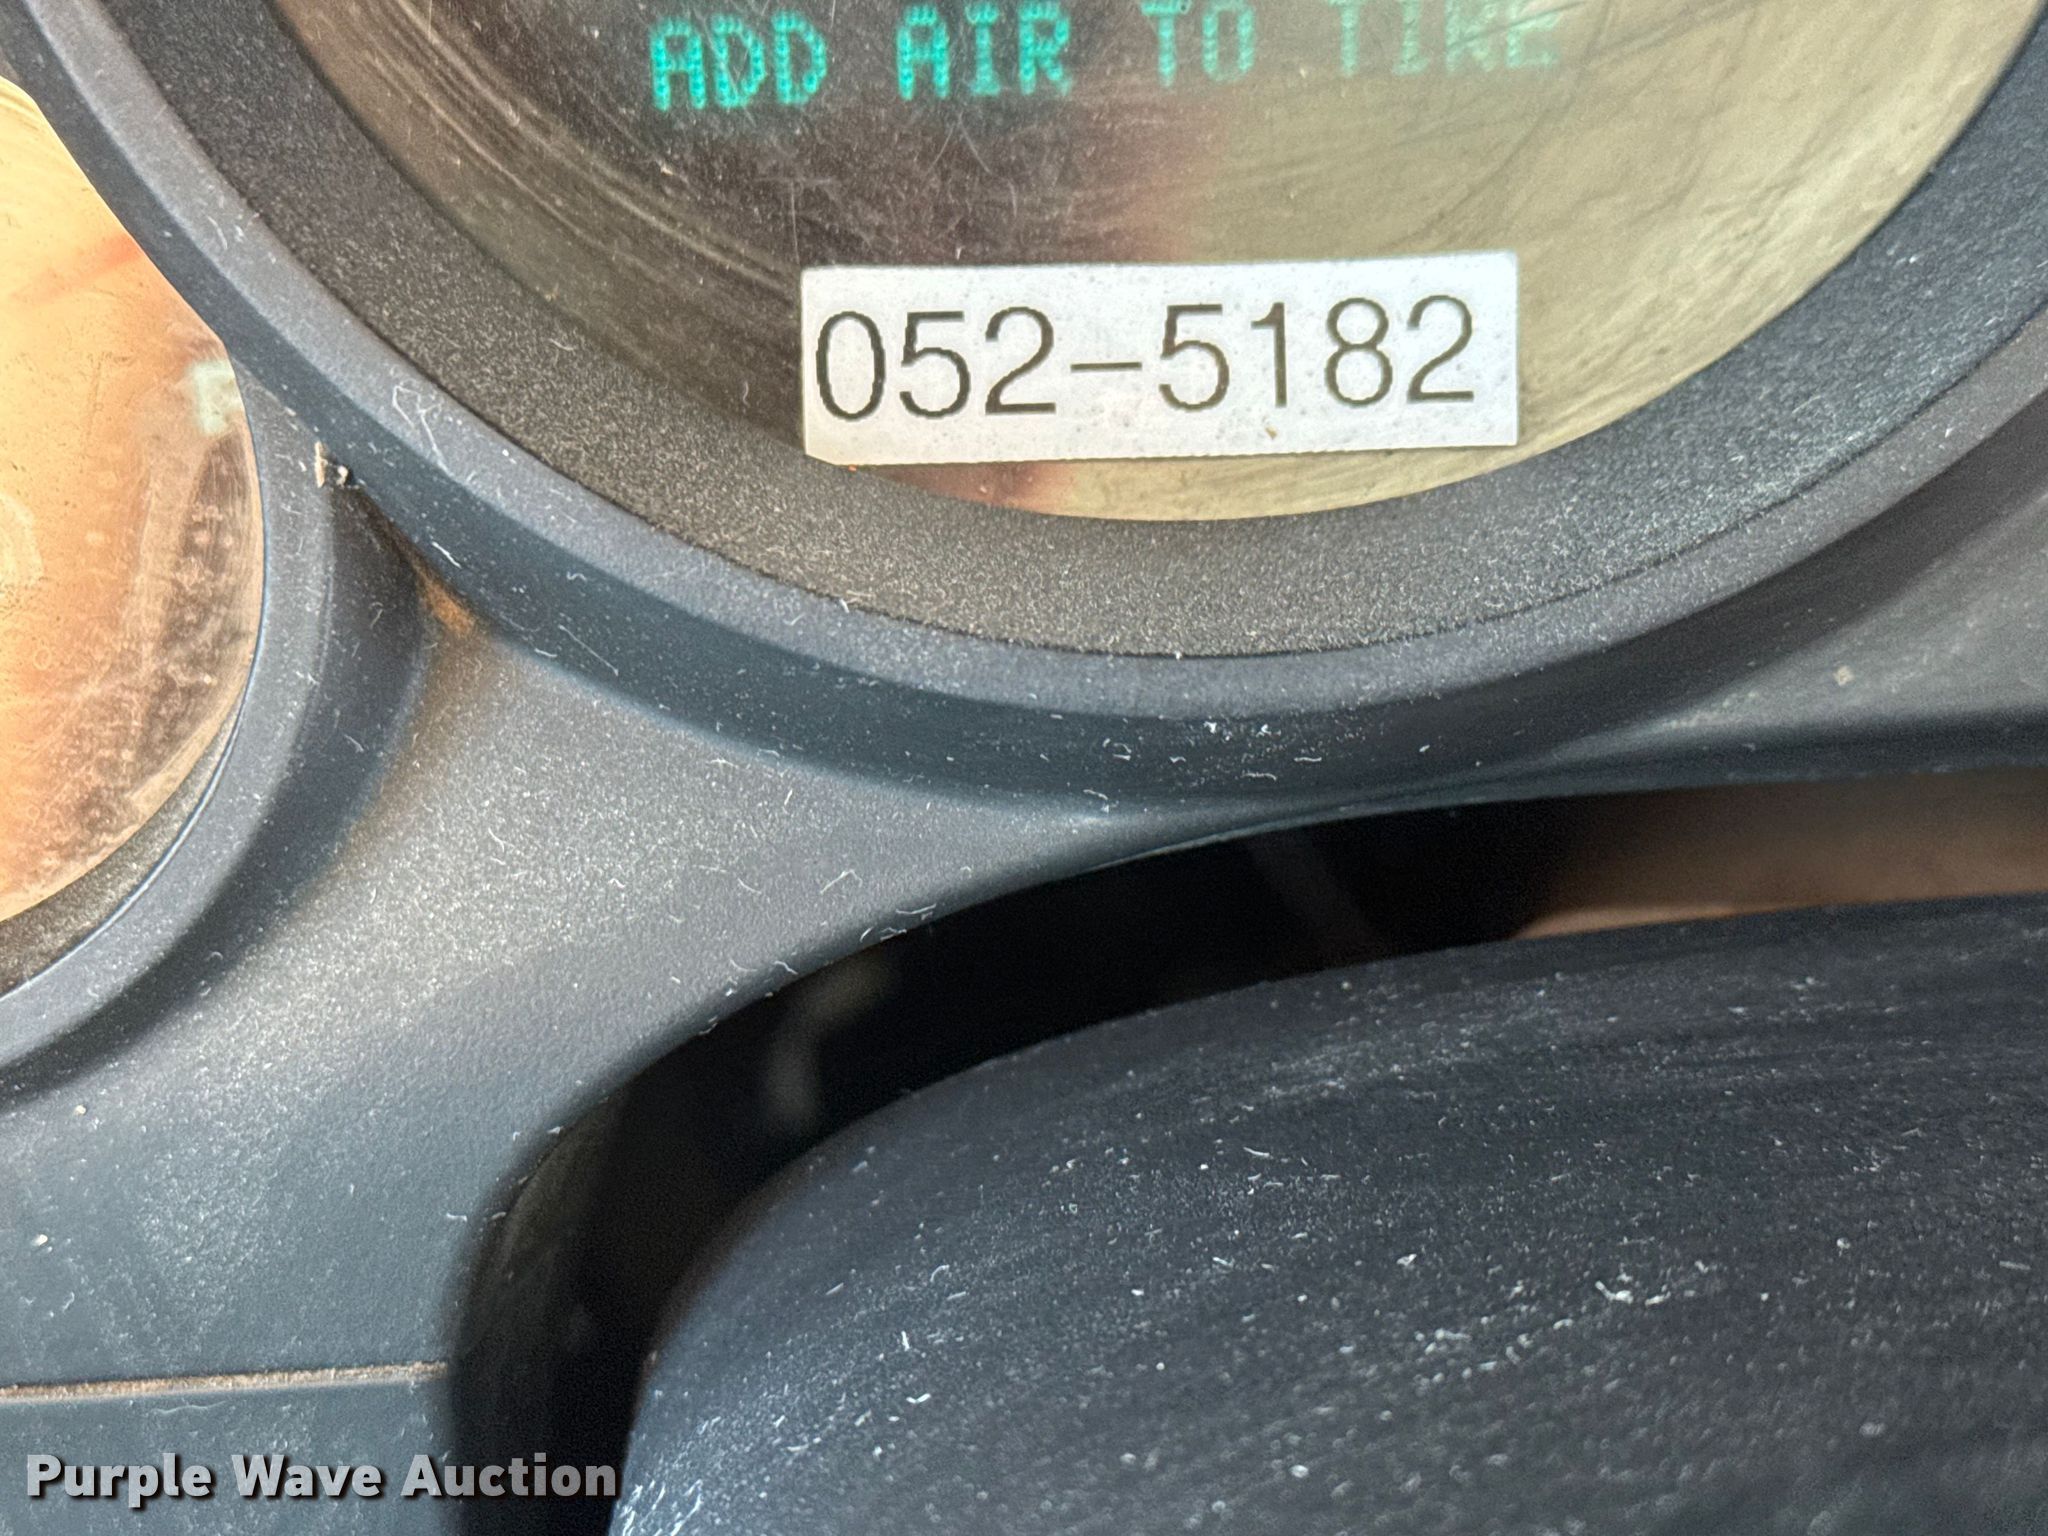 ADD AIR TO TIRE
052-5182
Purple Wave Auction